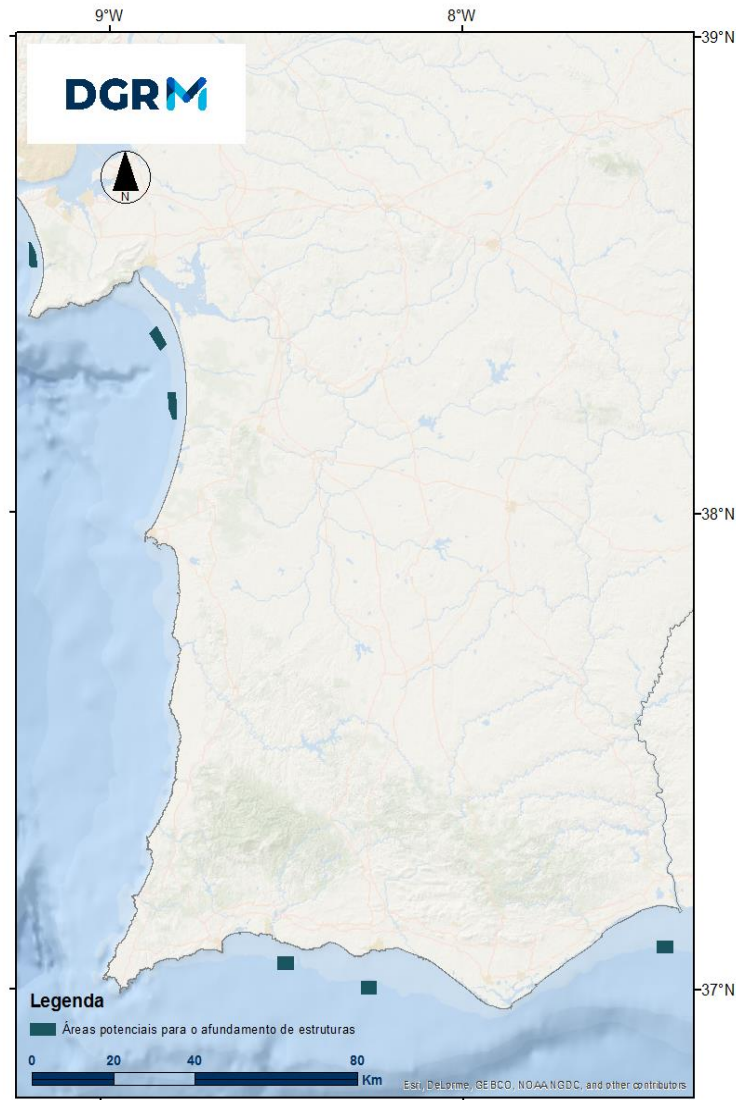 9°W 8°W
39°N
DGRM
N
38°N
37°N
Legenda
Áreas potenciais para o afundamento de estruturas
0 20 40 80
Km
Esri, DeLorme, GEBCO, NOAA NGDC, and other contributors